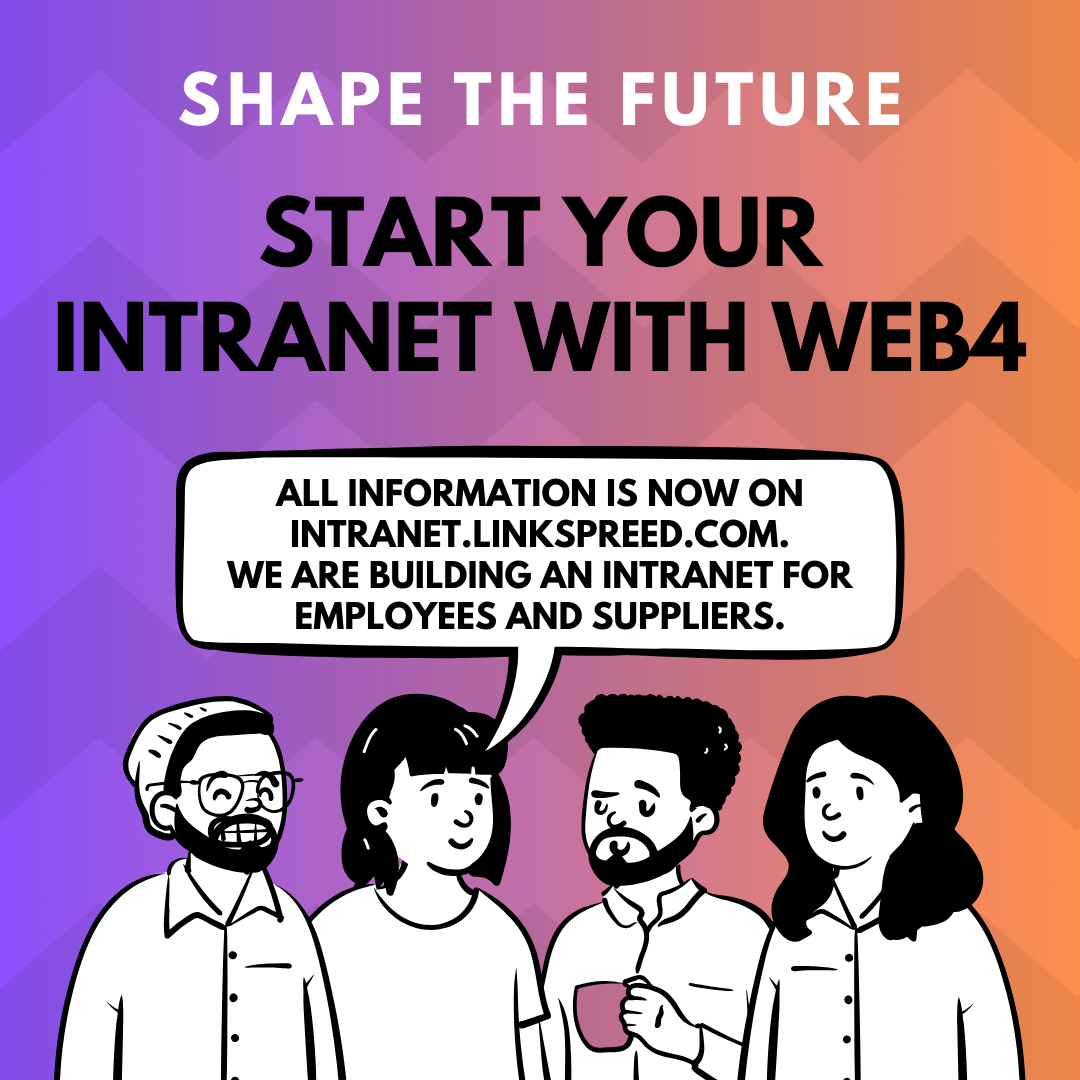 SHAPE THE FUTURE
START YOUR
INTRANET WITH WEB4
ALL INFORMATION IS NOW ON
INTRANET.LINKSPREED.COM.
WE ARE BUILDING AN INTRANET FOR
EMPLOYEES AND SUPPLIERS.